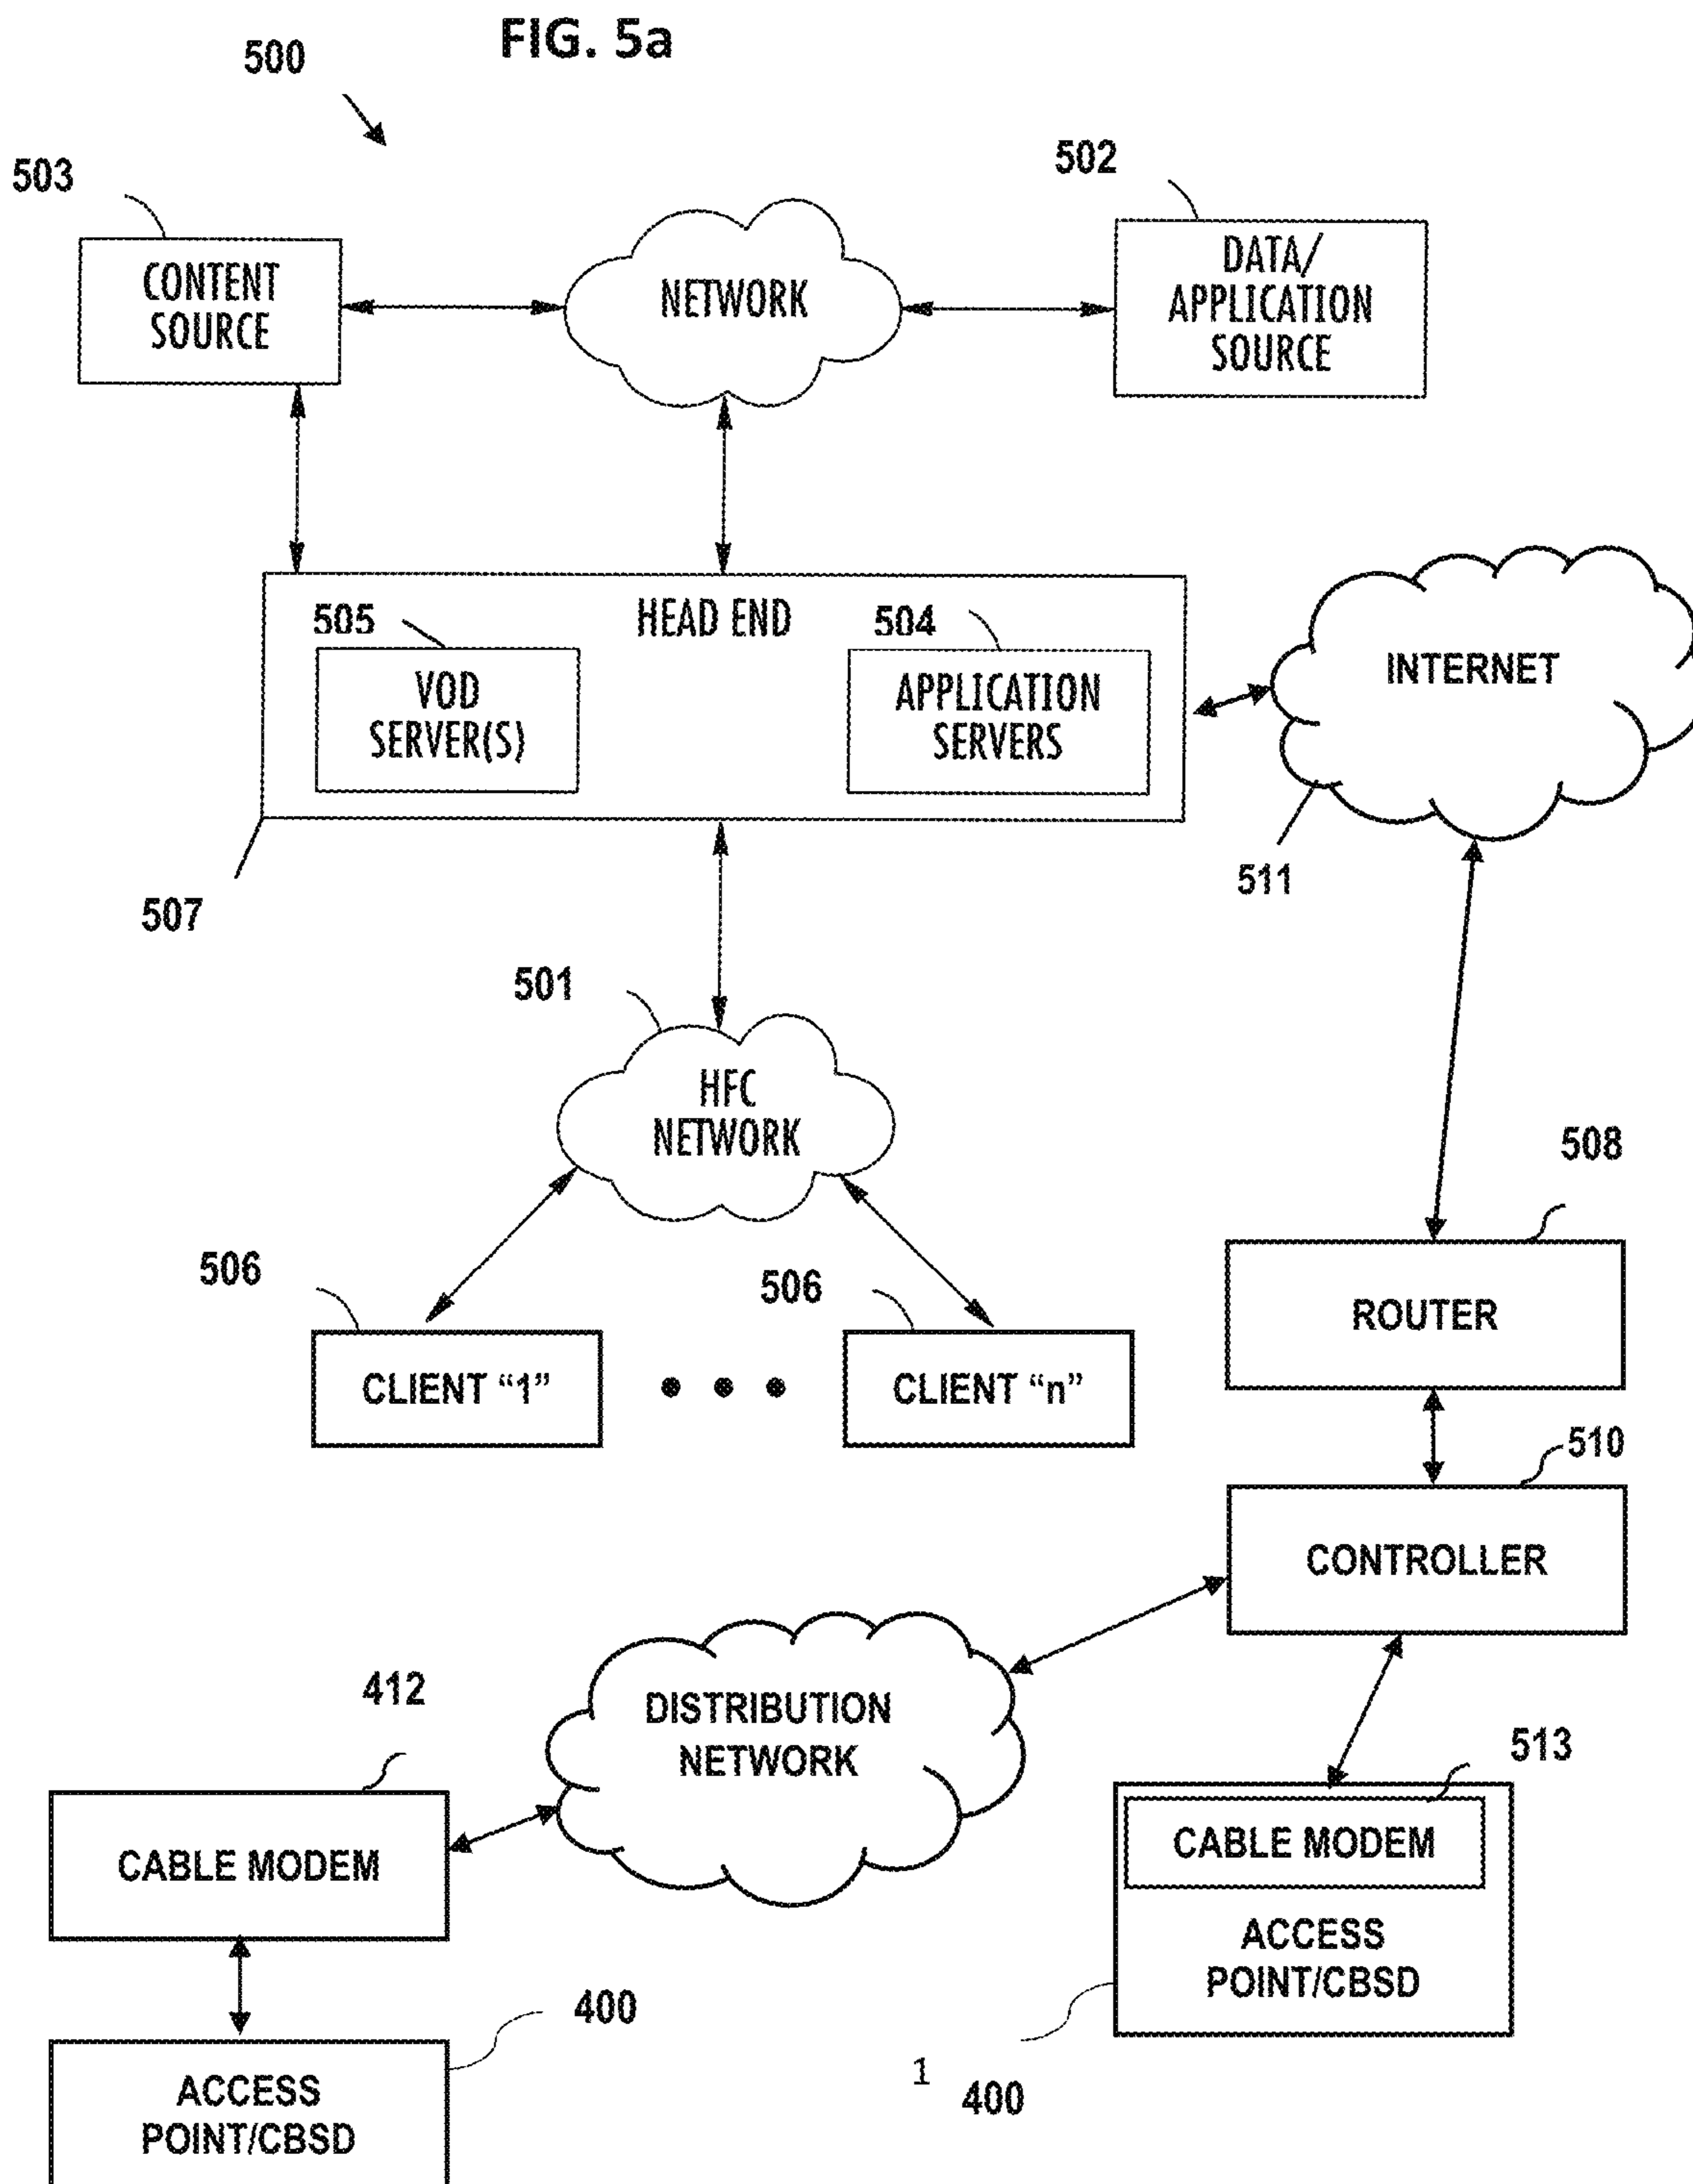 FIG. 5a
500
503
502
CONTENT
SOURCE
NETWORK
DATA/
APPLICATION
SOURCE
505
HEAD END
504
VOD
SERVER(S)
APPLICATION
SERVERS
INTERNET
511
507
501
HFC
NETWORK
508
506
506
ROUTER
CLIENT “1”
CLIENT “n”
510
CONTROLLER
412
DISTRIBUTION
NETWORK
513
CABLE MODEM
CABLE MODEM
ACCESS
POINT/CBSD
400
1
400
ACCESS
POINT/CBSD